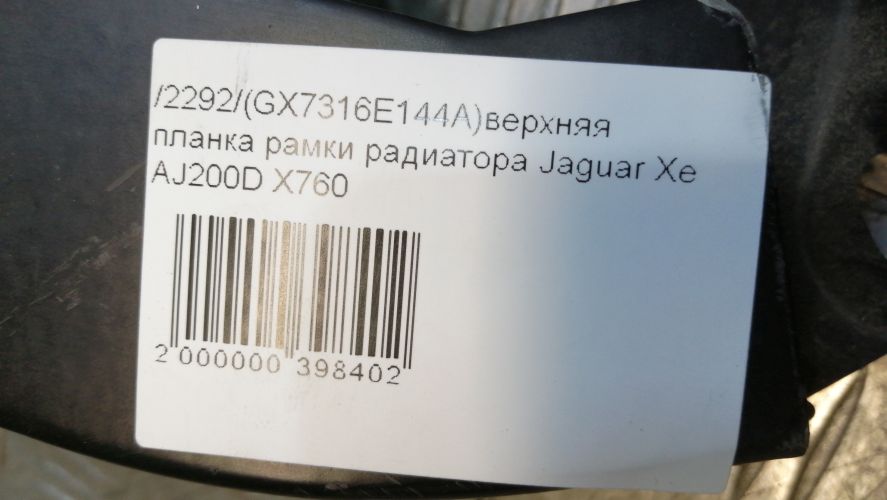 /2292/(GX7316E144A)верхняя
планка рамки радиатора Jaguar Xe
AJ200D X760
2 000000 398402